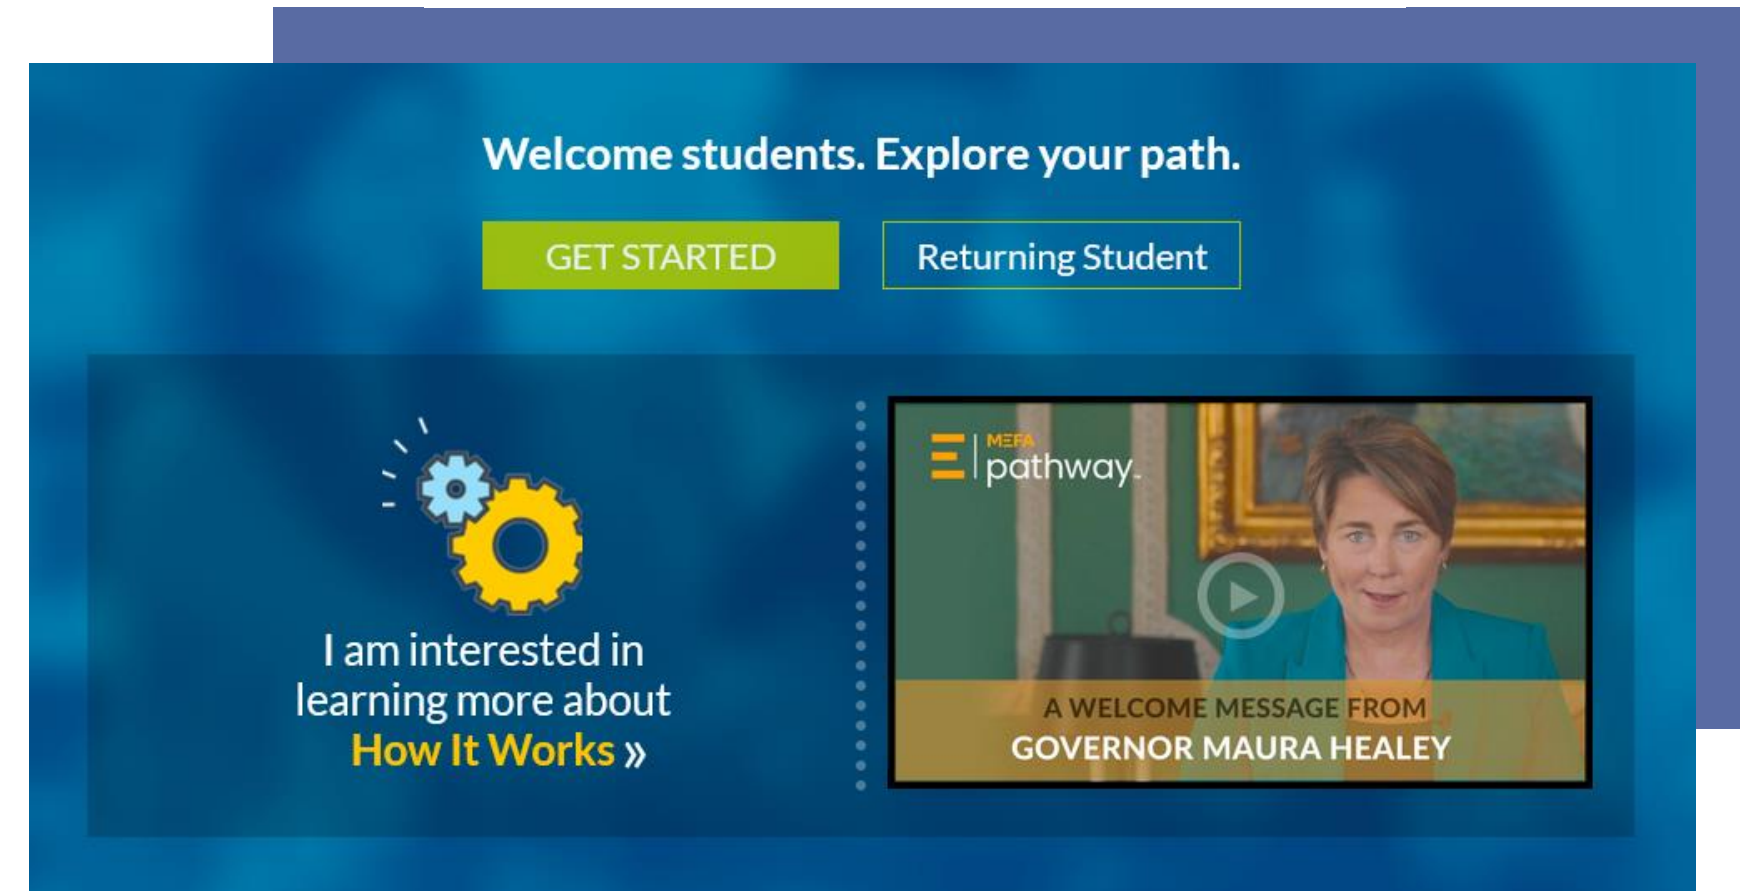 Welcome students. Explore your path.
GET STARTED
Returning Student
I am interested in
learning more about
How It Works »
MEFA
pathway™
A WELCOME MESSAGE FROM
GOVERNOR MAURA HEALEY